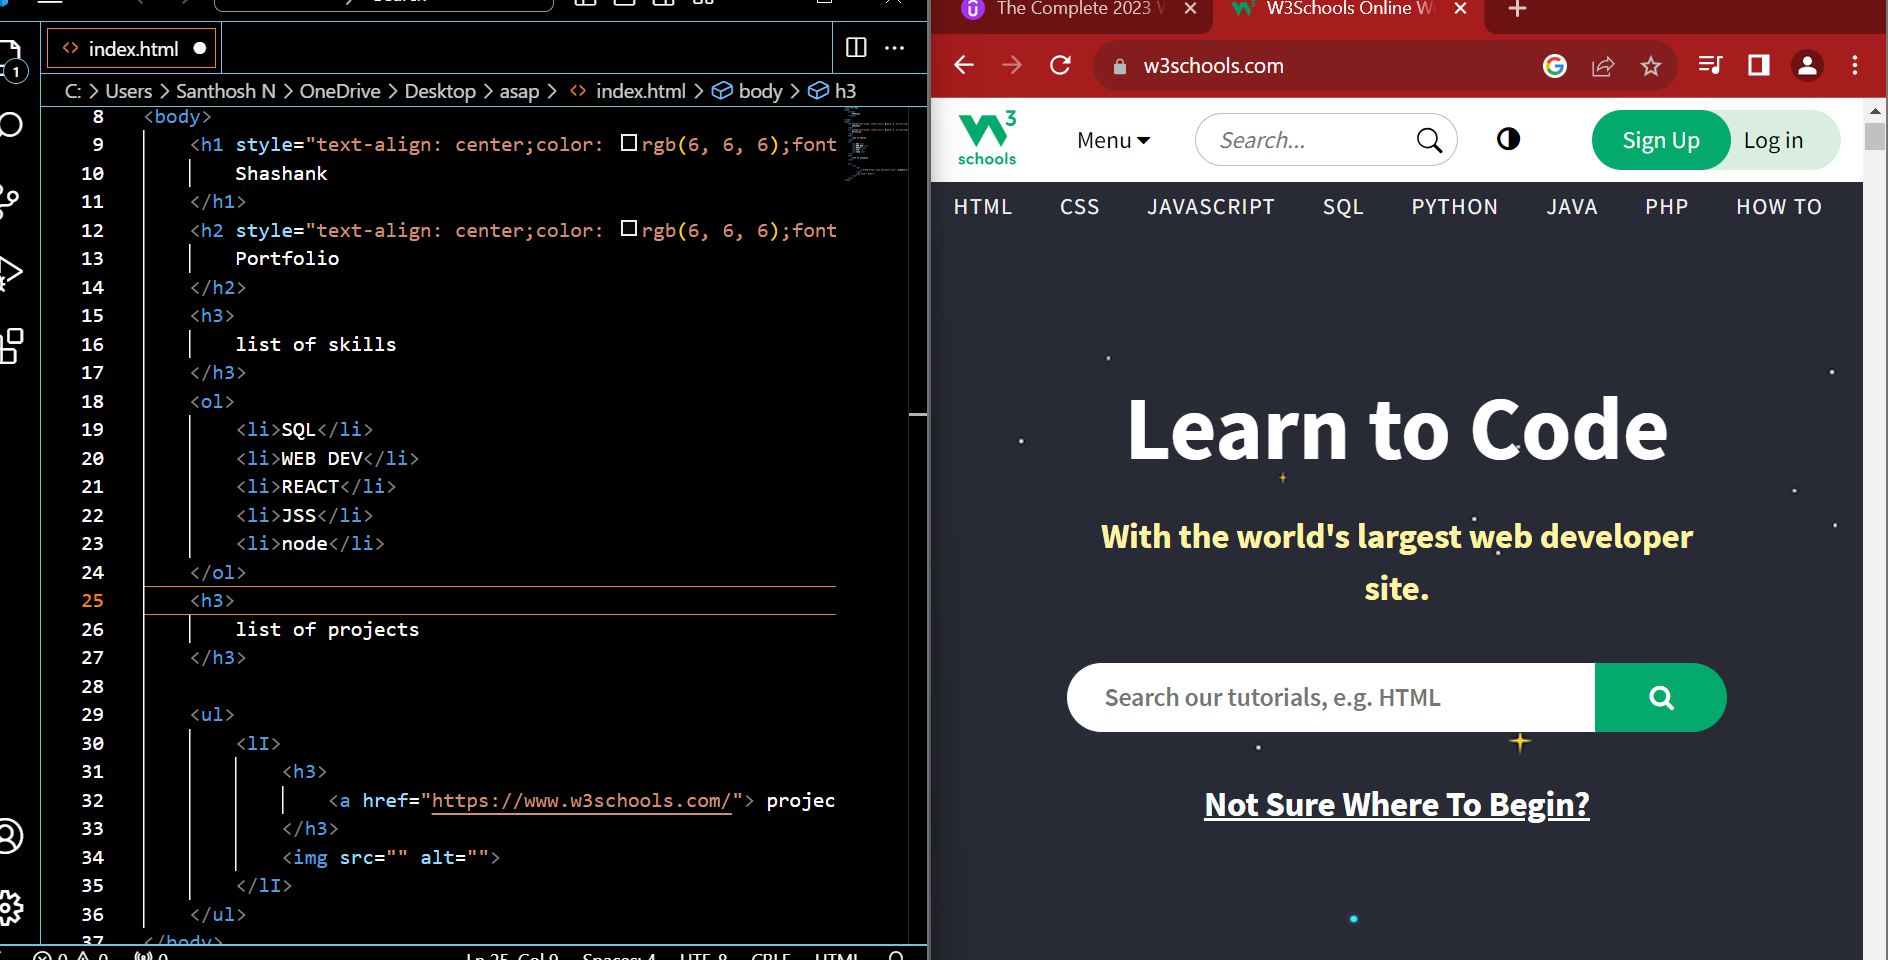 index.html
1
C: > Users > Santhosh N > OneDrive > Desktop > asap > index.html > body > h3
8 <body>
9 <h1 style="text-align: center;color: rgb(6, 6, 6);font
10 Shashank
11 </h1>
12 <h2 style="text-align: center;color: rgb(6, 6, 6);font
13 Portfolio
14 </h2>
15 <h3>
16 list of skills
17 </h3>
18 <ol>
19 <li>SQL</li>
20 <li>WEB DEV</li>
21 <li>REACT</li>
22 <li>JSS</li>
23 <li>node</li>
24 </ol>
25 <h3>
26 list of projects
27 </h3>
28
29 <ul>
30 <lI>
31 <h3>
32 <a href="https://www.w3schools.com/"> projec
33 </h3>
34 <img src="" alt="">
35 </lI>
36 </ul>
37 </body>
0 0 0 Ln 25, Col 9 Spaces: 4 UTF-8 CRLF HTML
The Complete 2023 W3Schools Online W
w3schools.com
W3 schools Menu Search... Sign Up Log in
HTML CSS JAVASCRIPT SQL PYTHON JAVA PHP HOW TO
Learn to Code
With the world's largest web developer
site.
Search our tutorials, e.g. HTML
Not Sure Where To Begin?